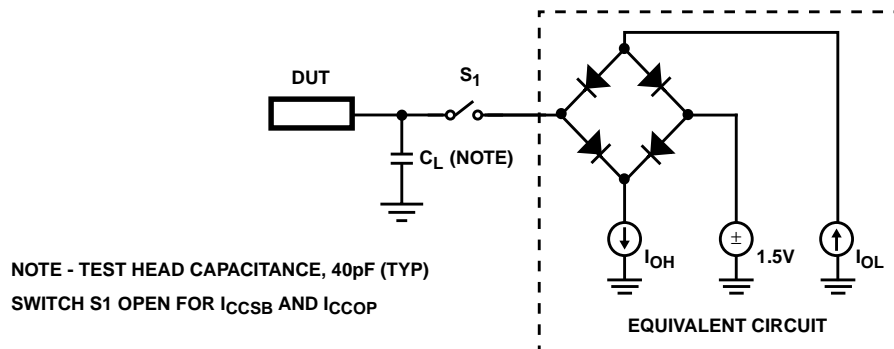 DUT
S1
CL (NOTE)
±
IOH
1.5V
IOL
NOTE - TEST HEAD CAPACITANCE, 40pF (TYP)
SWITCH S1 OPEN FOR ICCSB AND ICCOP
EQUIVALENT CIRCUIT